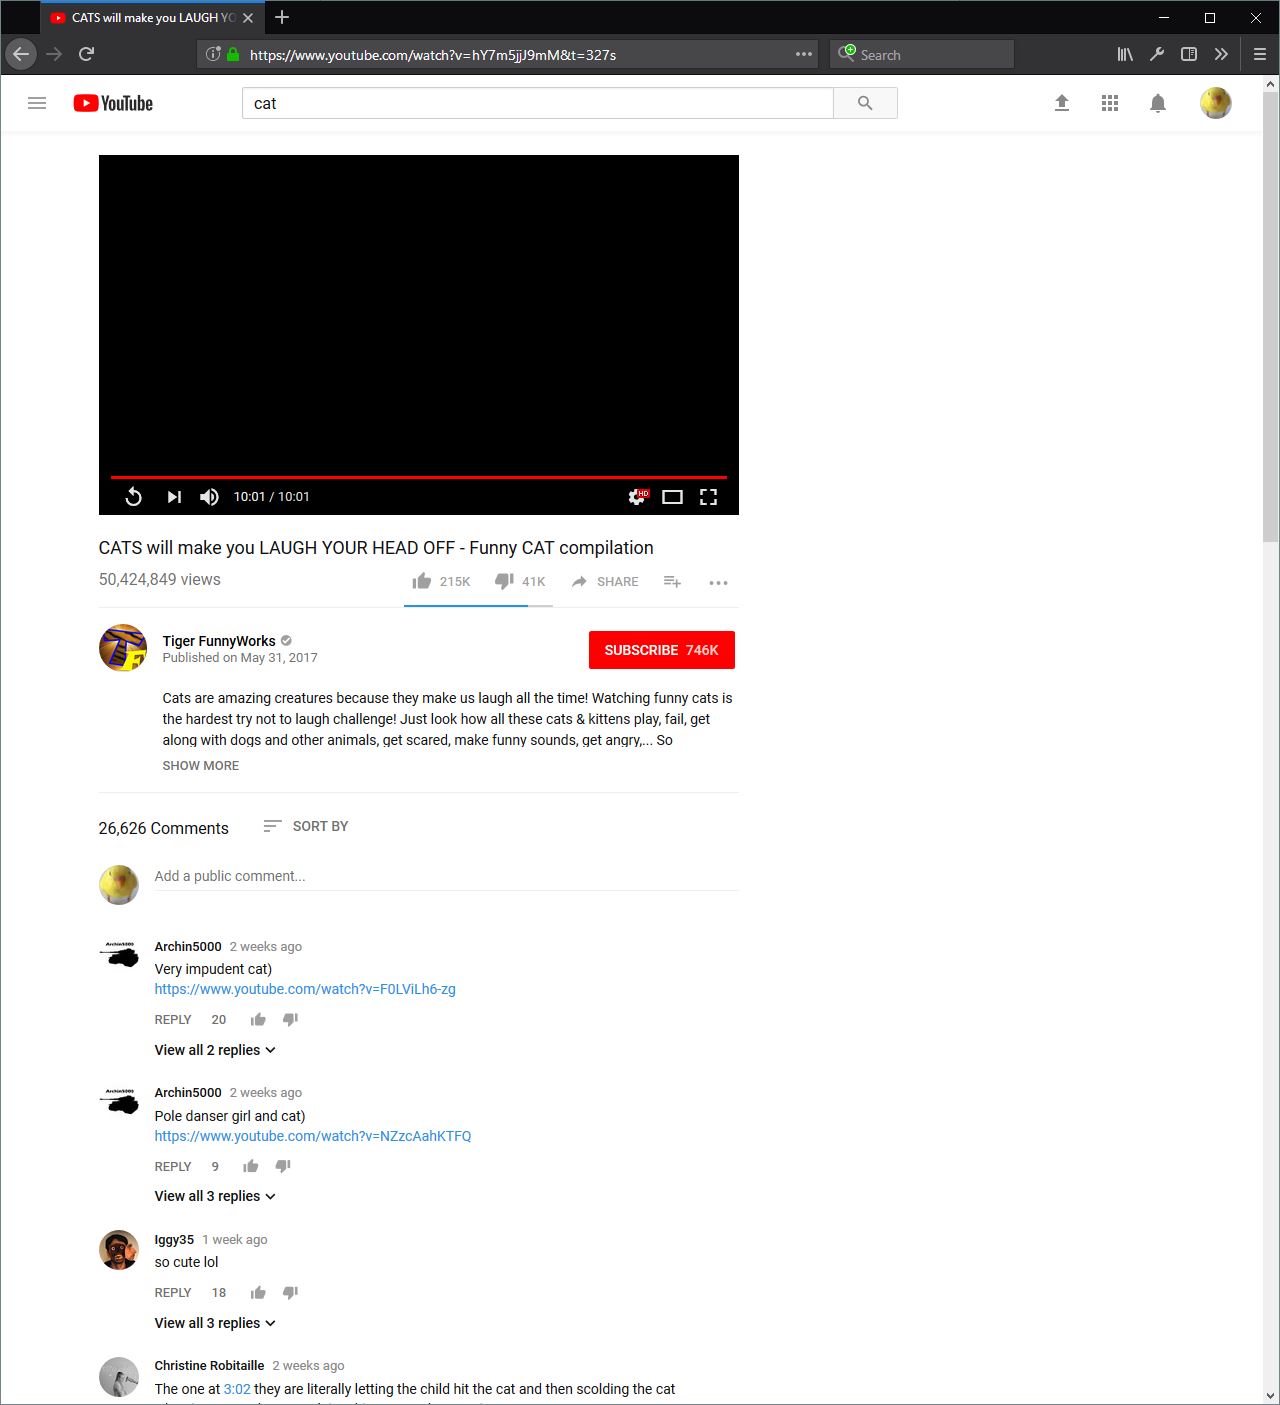 CATS will make you LAUGH YO
https://www.youtube.com/watch?v=hY7m5jjJ9mM&t=327s
Search
YouTube
cat
HD
10:01 / 10:01
CATS will make you LAUGH YOUR HEAD OFF - Funny CAT compilation
50,424,849 views
215K
41K
SHARE
Tiger FunnyWorks
Published on May 31, 2017
SUBSCRIBE 746K
Cats are amazing creatures because they make us laugh all the time! Watching funny cats is
the hardest try not to laugh challenge! Just look how all these cats & kittens play, fail, get
along with dogs and other animals, get scared, make funny sounds, get angry,... So
SHOW MORE
26,626 Comments
SORT BY
Add a public comment...
Archin5000
Archin5000 2 weeks ago
Very impudent cat)
https://www.youtube.com/watch?v=F0LViLh6-zg
REPLY 20
View all 2 replies
Archin5000
Archin5000 2 weeks ago
Pole danser girl and cat)
https://www.youtube.com/watch?v=NZzcAahKTFQ
REPLY 9
View all 3 replies
Iggy35 1 week ago
so cute lol
REPLY 18
View all 3 replies
Christine Robitaille 2 weeks ago
The one at 3:02 they are literally letting the child hit the cat and then scolding the cat